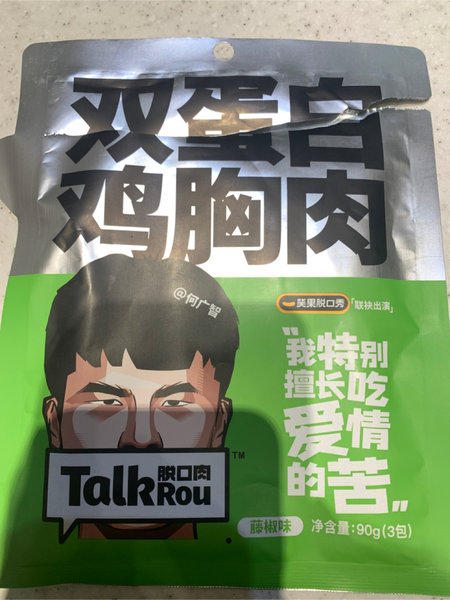 双蛋白
鸡胸肉
@何广智
笑果脱口秀「联袂出演」
“我特别
擅长吃
爱情
的苦”
Talk脱口肉
Rou
TM
藤椒味 净含量:90g(3包)